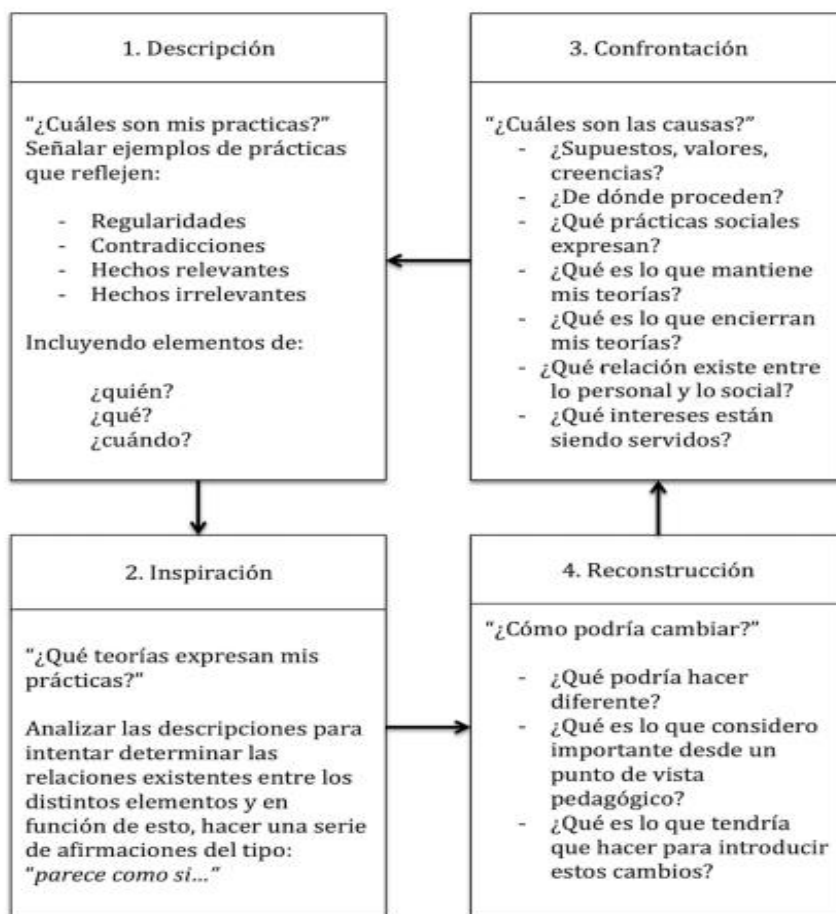 1. Descripción
"¿Cuáles son mis practicas?"
Señalar ejemplos de prácticas
que reflejen:
- Regularidades
- Contradicciones
- Hechos relevantes
- Hechos irrelevantes
Incluyendo elementos de:
¿quién?
¿qué?
¿cuándo?
2. Inspiración
"¿Qué teorías expresan mis
prácticas?"
Analizar las descripciones para
intentar determinar las
relaciones existentes entre los
distintos elementos y en
función de esto, hacer una serie
de afirmaciones del tipo:
"parece como si..."
3. Confrontación
"¿Cuáles son las causas?"
- ¿Supuestos, valores,
creencias?
- ¿De dónde proceden?
- ¿Qué prácticas sociales
expresan?
- ¿Qué es lo que mantiene
mis teorías?
- ¿Qué es lo que encierran
mis teorías?
- ¿Qué relación existe entre
lo personal y lo social?
- ¿Qué intereses están
siendo servidos?
4. Reconstrucción
"¿Cómo podría cambiar?"
- ¿Qué podría hacer
diferente?
- ¿Qué es lo que considero
importante desde un
punto de vista
pedagógico?
- ¿Qué es lo que tendría
que hacer para introducir
estos cambios?